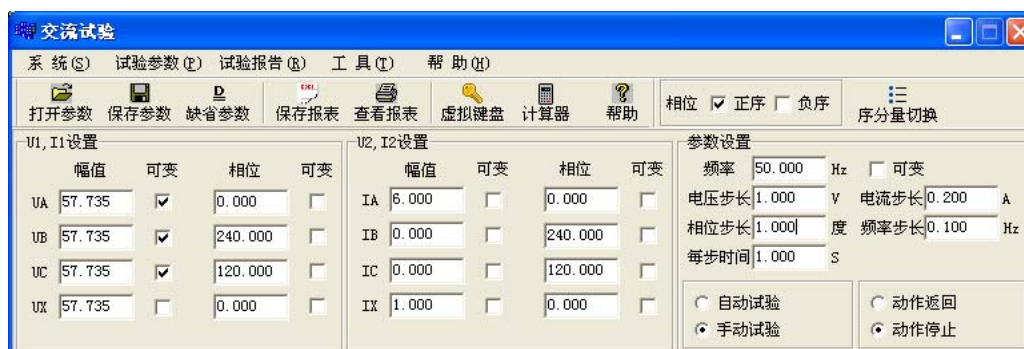 交流试验
系 统(S) 试验参数(P) 试验报告(R) 工 具(T) 帮 助(H)
打开参数 保存参数 缺省参数 保存报表 查看报表 虚拟键盘 计算器 帮助 相位 正序 负序 序分量切换
U1,I1设置 U2,I2设置 参数设置
幅值 可变 相位 可变 幅值 可变 相位 可变 频率 50.000 Hz 可变
UA 57.735 0.000 IA 6.000 0.000 电压步长 1.000 V 电流步长 0.200 A
UB 57.735 240.000 IB 0.000 240.000 相位步长 1.000 度 频率步长 0.100 Hz
UC 57.735 120.000 IC 0.000 120.000 每步时间 1.000 S
UX 57.735 0.000 IX 1.000 0.000 自动试验 动作返回
手动试验 动作停止